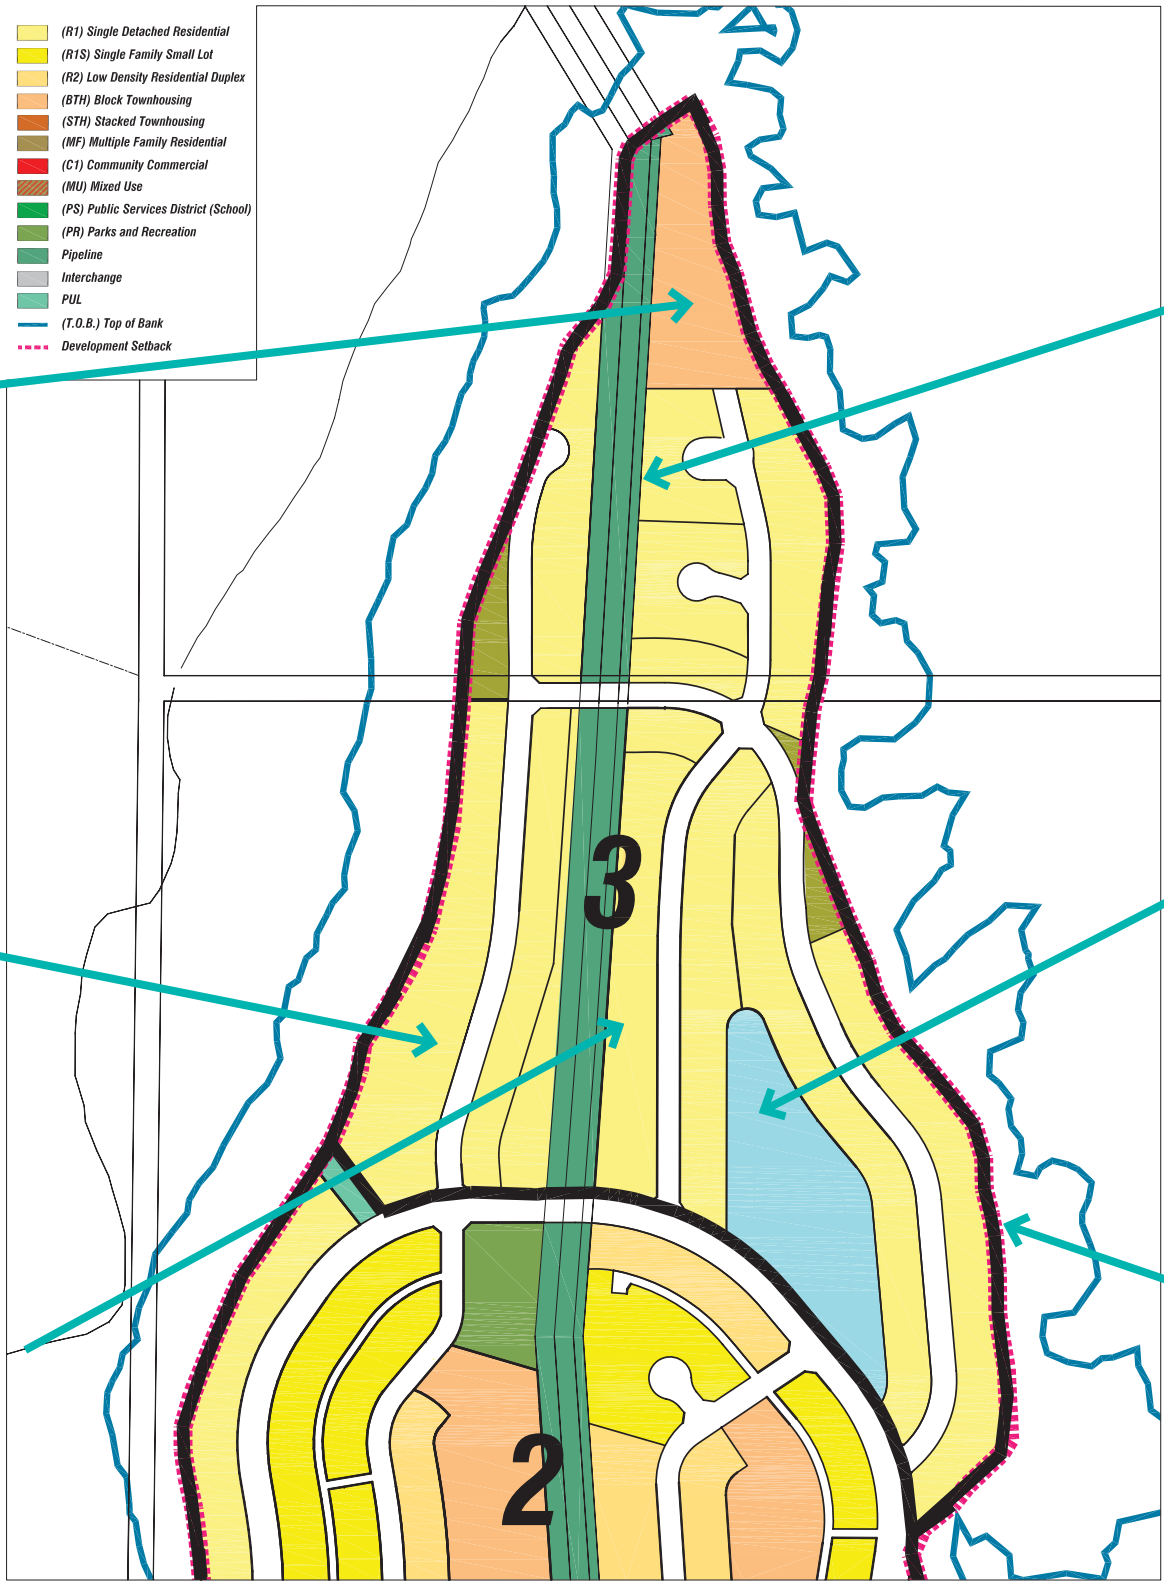 (R1) Single Detached Residential
(R1S) Single Family Small Lot
(R2) Low Density Residential Duplex
(BTH) Block Townhousing
(STH) Stacked Townhousing
(MF) Multiple Family Residential
(C1) Community Commercial
(MU) Mixed Use
(PS) Public Services District (School)
(PR) Parks and Recreation
Pipeline
Interchange
PUL
(T.O.B.) Top of Bank
Development Setback
3
2